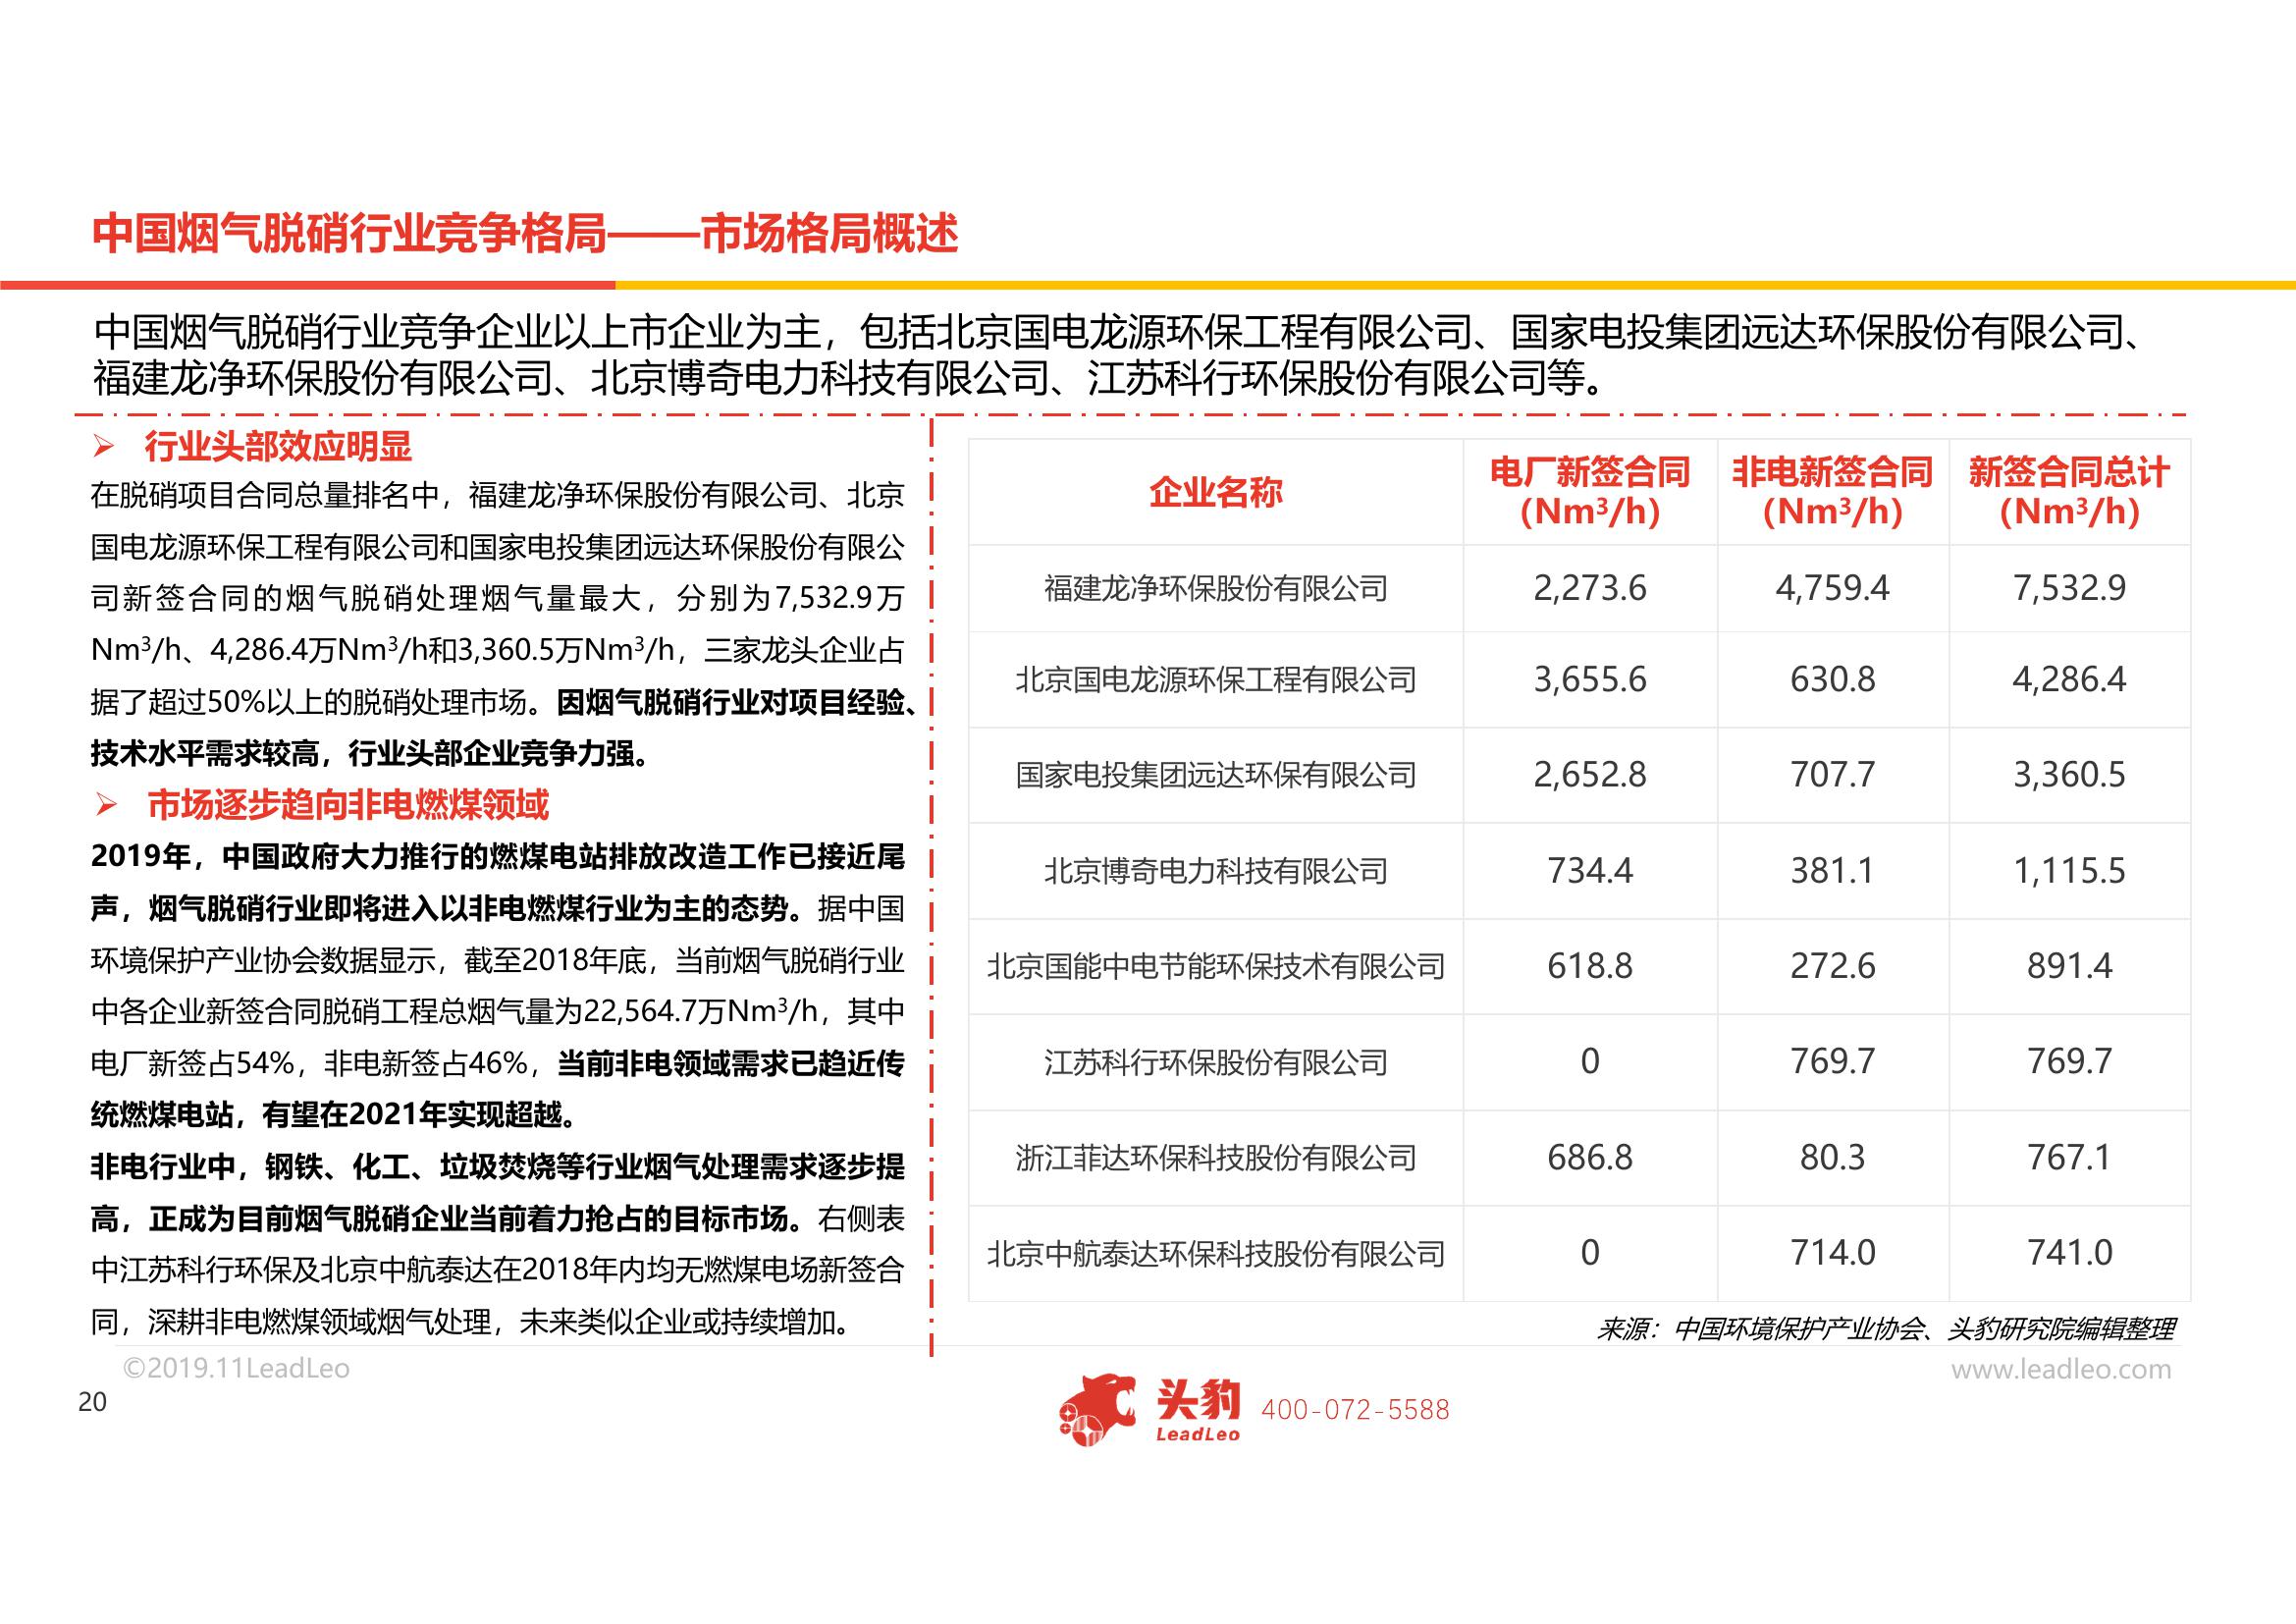 中国烟气脱硝行业竞争格局——市场格局概述
中国烟气脱硝行业竞争企业以上市企业为主，包括北京国电龙源环保工程有限公司、国家电投集团远达环保股份有限公司、
福建龙净环保股份有限公司、北京博奇电力科技有限公司、江苏科行环保股份有限公司等。
行业头部效应明显
在脱硝项目合同总量排名中，福建龙净环保股份有限公司、北京
国电龙源环保工程有限公司和国家电投集团远达环保股份有限公
司新签合同的烟气脱硝处理烟气量最大，分别为7,532.9万
Nm³/h、4,286.4万Nm³/h和3,360.5万Nm³/h，三家龙头企业占
据了超过50%以上的脱硝处理市场。因烟气脱硝行业对项目经验、
技术水平需求较高，行业头部企业竞争力强。
市场逐步趋向非电燃煤领域
2019年，中国政府大力推行的燃煤电站排放改造工作已接近尾
声，烟气脱硝行业即将进入以非电燃煤行业为主的态势。据中国
环境保护产业协会数据显示，截至2018年底，当前烟气脱硝行业
中各企业新签合同脱硝工程总烟气量为22,564.7万Nm³/h，其中
电厂新签占54%，非电新签占46%，当前非电领域需求已趋近传
统燃煤电站，有望在2021年实现超越。
非电行业中，钢铁、化工、垃圾焚烧等行业烟气处理需求逐步提
高，正成为目前烟气脱硝企业当前着力抢占的目标市场。右侧表
中江苏科行环保及北京中航泰达在2018年内均无燃煤电场新签合
同，深耕非电燃煤领域烟气处理，未来类似企业或持续增加。
企业名称 电厂新签合同 非电新签合同 新签合同总计
（Nm³/h） （Nm³/h） （Nm³/h）
福建龙净环保股份有限公司 2,273.6 4,759.4 7,532.9
北京国电龙源环保工程有限公司 3,655.6 630.8 4,286.4
国家电投集团远达环保有限公司 2,652.8 707.7 3,360.5
北京博奇电力科技有限公司 734.4 381.1 1,115.5
北京国能中电节能环保技术有限公司 618.8 272.6 891.4
江苏科行环保股份有限公司 0 769.7 769.7
浙江菲达环保科技股份有限公司 686.8 80.3 767.1
北京中航泰达环保科技股份有限公司 0 714.0 741.0
来源：中国环境保护产业协会、头豹研究院编辑整理
©2019.11LeadLeo
www.leadleo.com
20
头豹 400-072-5588
LeadLeo